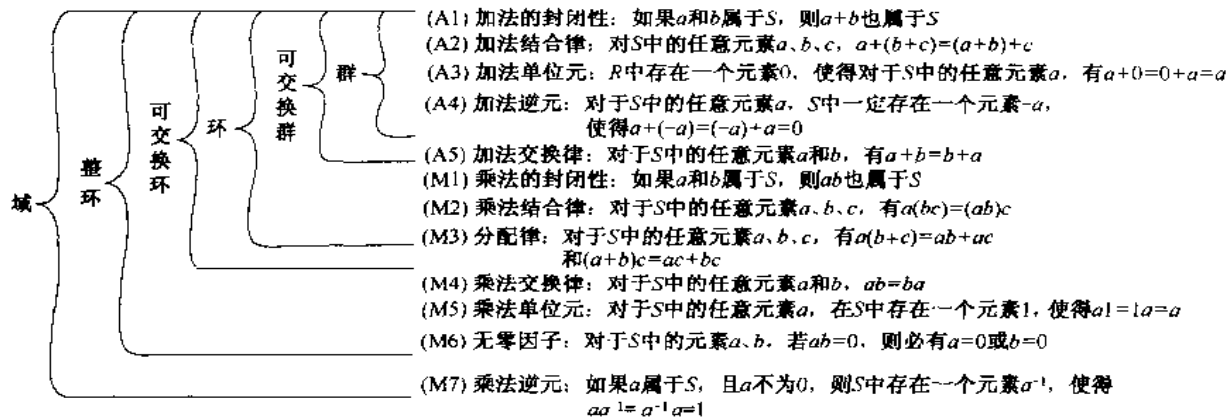 (A1) 加法的封闭性：如果a和b属于S，则a+b也属于S
(A2) 加法结合律：对S中的任意元素a、b、c，a+(b+c)=(a+b)+c
(A3) 加法单位元：R中存在一个元素0，使得对于S中的任意元素a，有a+0=0+a=a
(A4) 加法逆元：对于S中的任意元素a，S中一定存在一个元素-a，
使得a+(-a)=(-a)+a=0
(A5) 加法交换律：对于S中的任意元素a和b，有a+b=b+a
(M1) 乘法的封闭性：如果a和b属于S，则ab也属于S
(M2) 乘法结合律：对于S中的任意元素a、b、c，有a(bc)=(ab)c
(M3) 分配律：对于S中的任意元素a、b、c，有a(b+c)=ab+ac
和(a+b)c=ac+bc
(M4) 乘法交换律：对于S中的任意元素a和b，ab=ba
(M5) 乘法单位元：对于S中的任意元素a，在S中存在一个元素1，使得a1=1a=a
(M6) 无零因子：对于S中的元素a、b，若ab=0，则必有a=0或b=0
(M7) 乘法逆元：如果a属于S，且a不为0，则S中存在一个元素a⁻¹，使得
aa⁻¹=a⁻¹a=1
域
整环
可交换环
环
可交换群
群